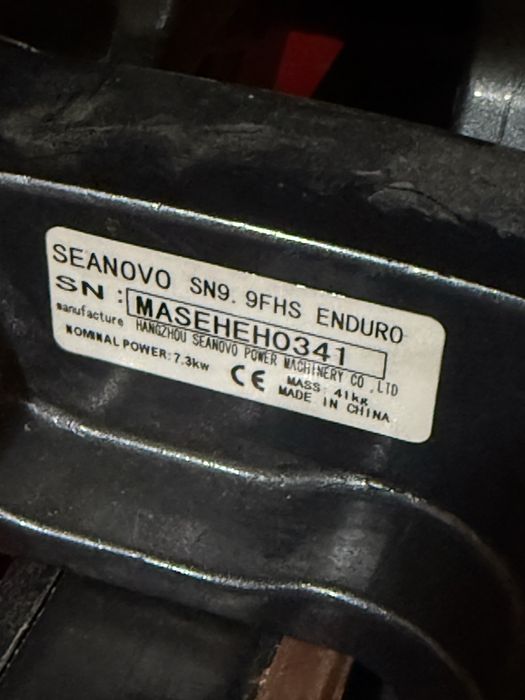 SEANOVO SN9.9FHS ENDURO
SN: MASEHEH0341
manufacture HANGZHOU SEANOVO POWER MACHINERY CO.,LTD
NOMINAL POWER:7.3kw CE MASS: 41kg
MADE IN CHINA